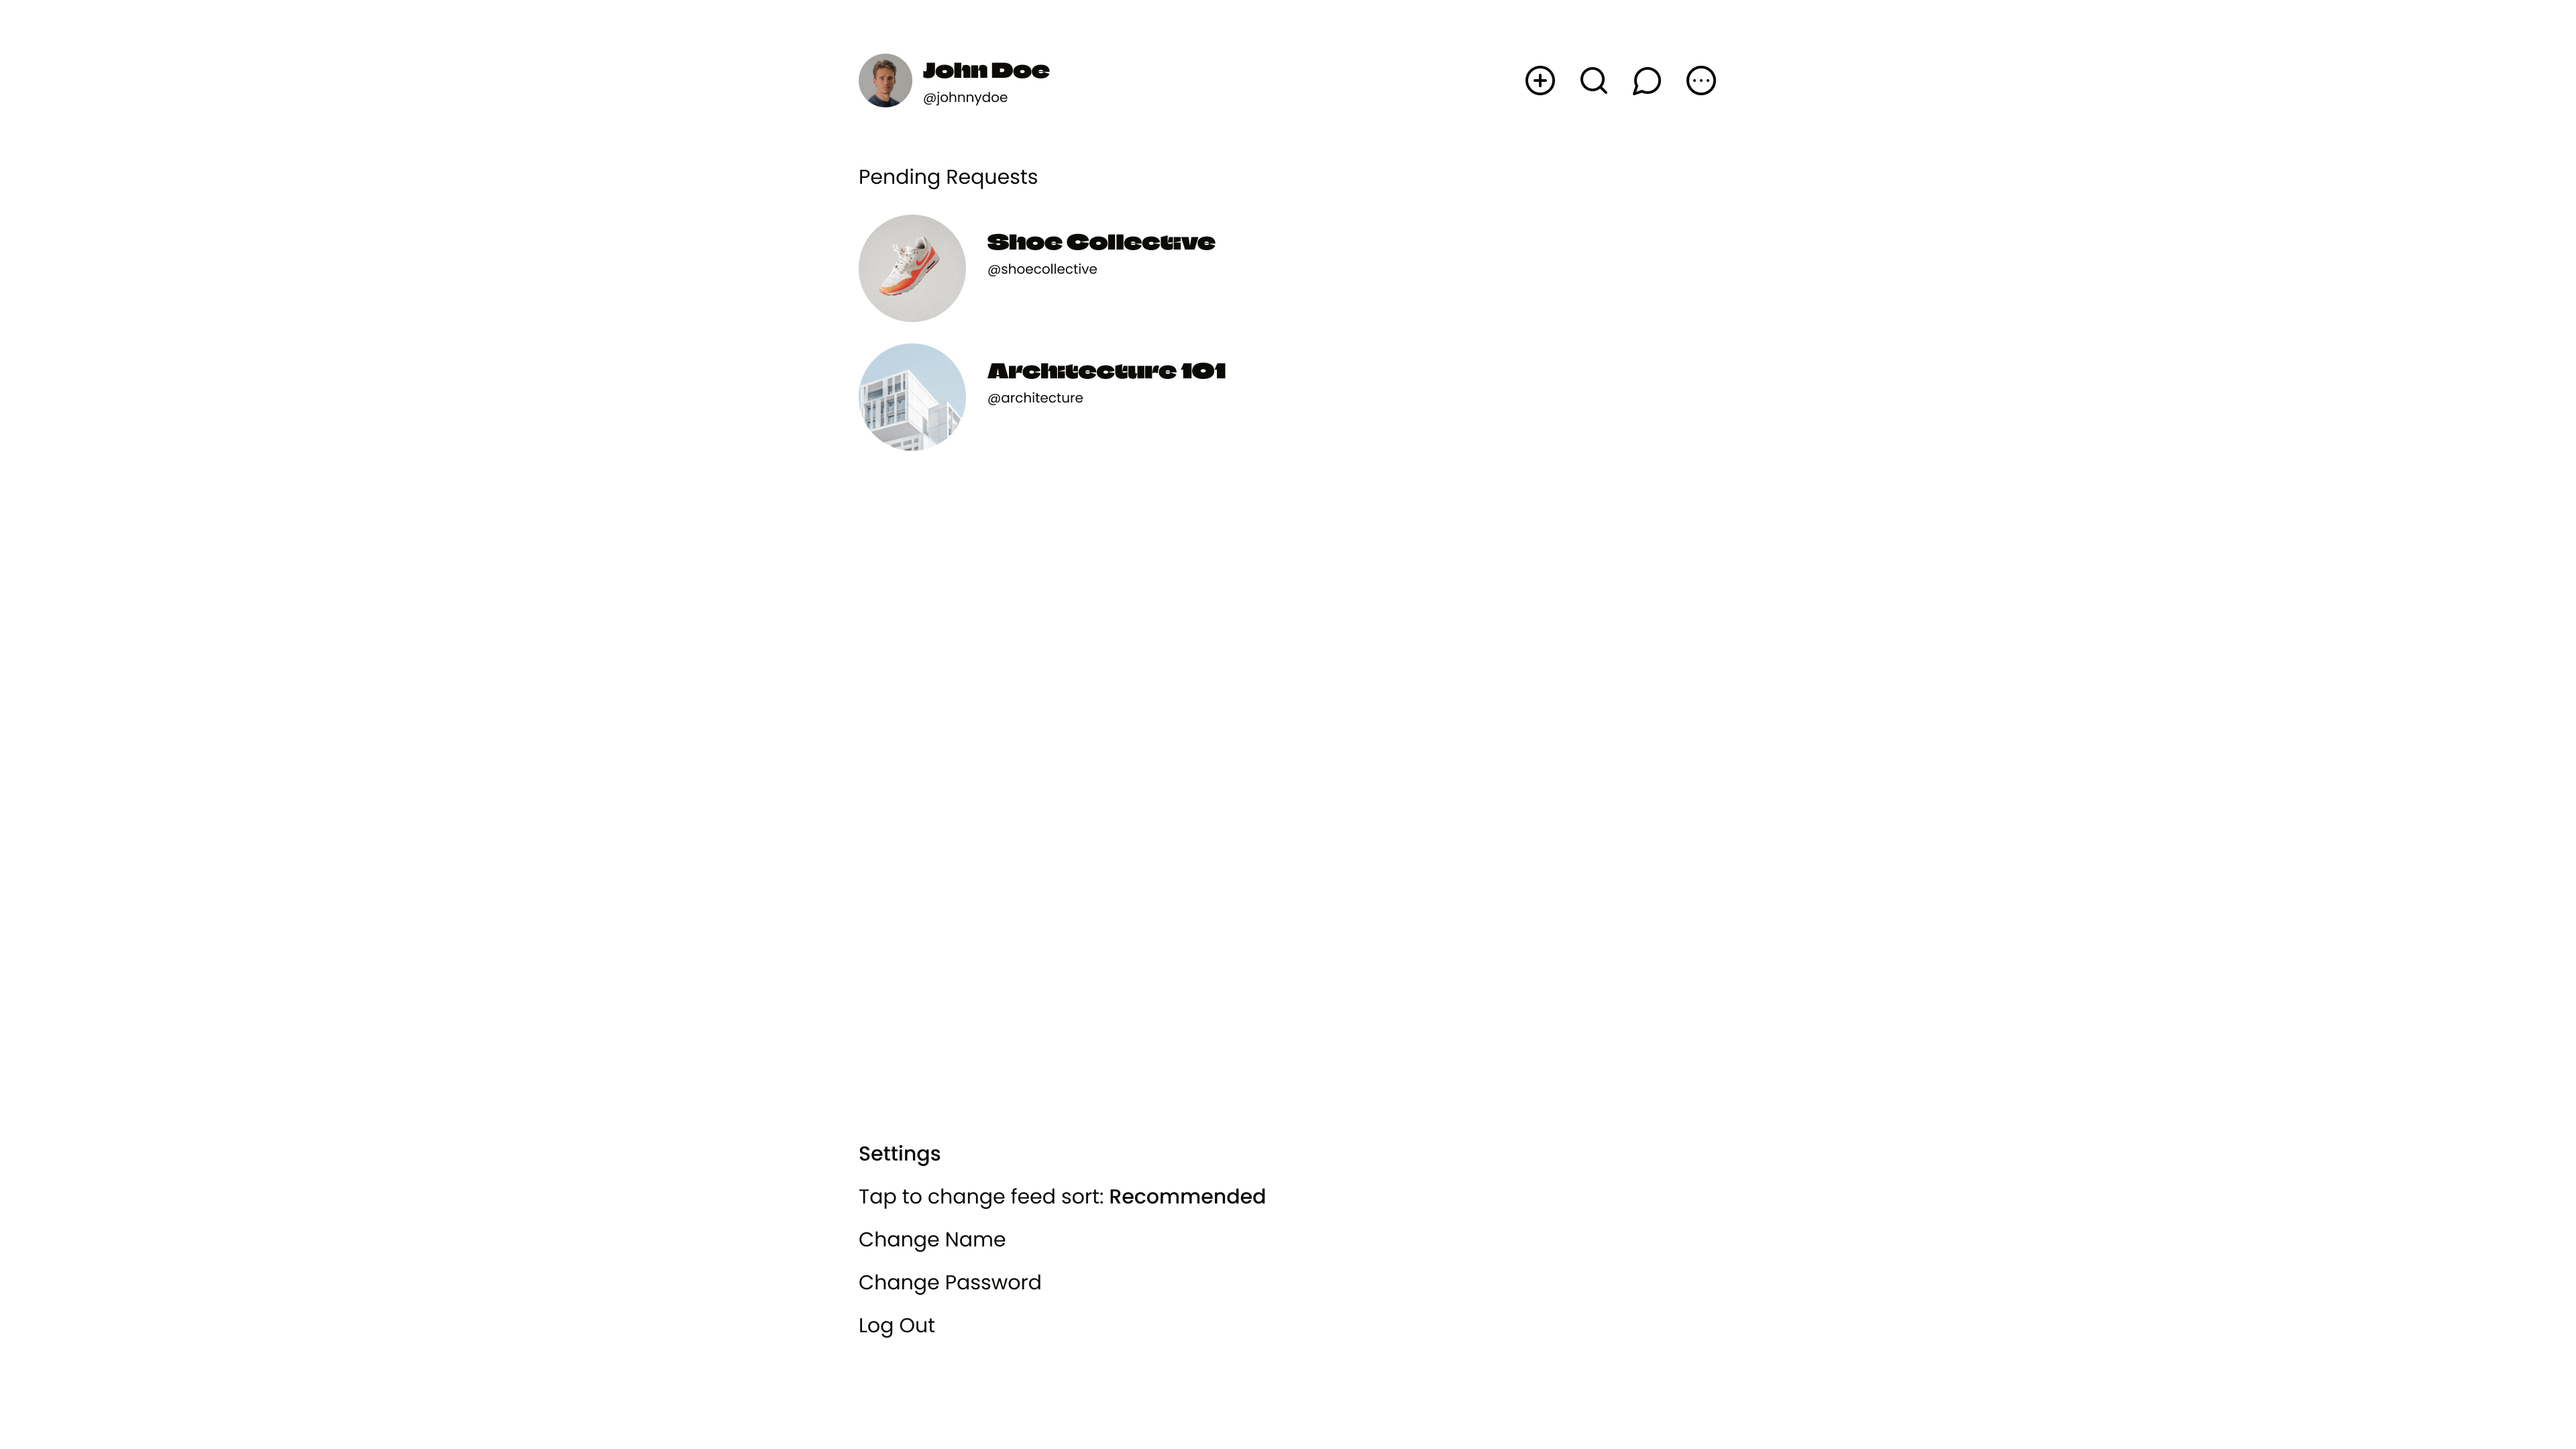 John Doe
@johnnydoe
Pending Requests
Shoe Collective
@shoecollective
Architecture 101
@architecture
Settings
Tap to change feed sort: Recommended
Change Name
Change Password
Log Out